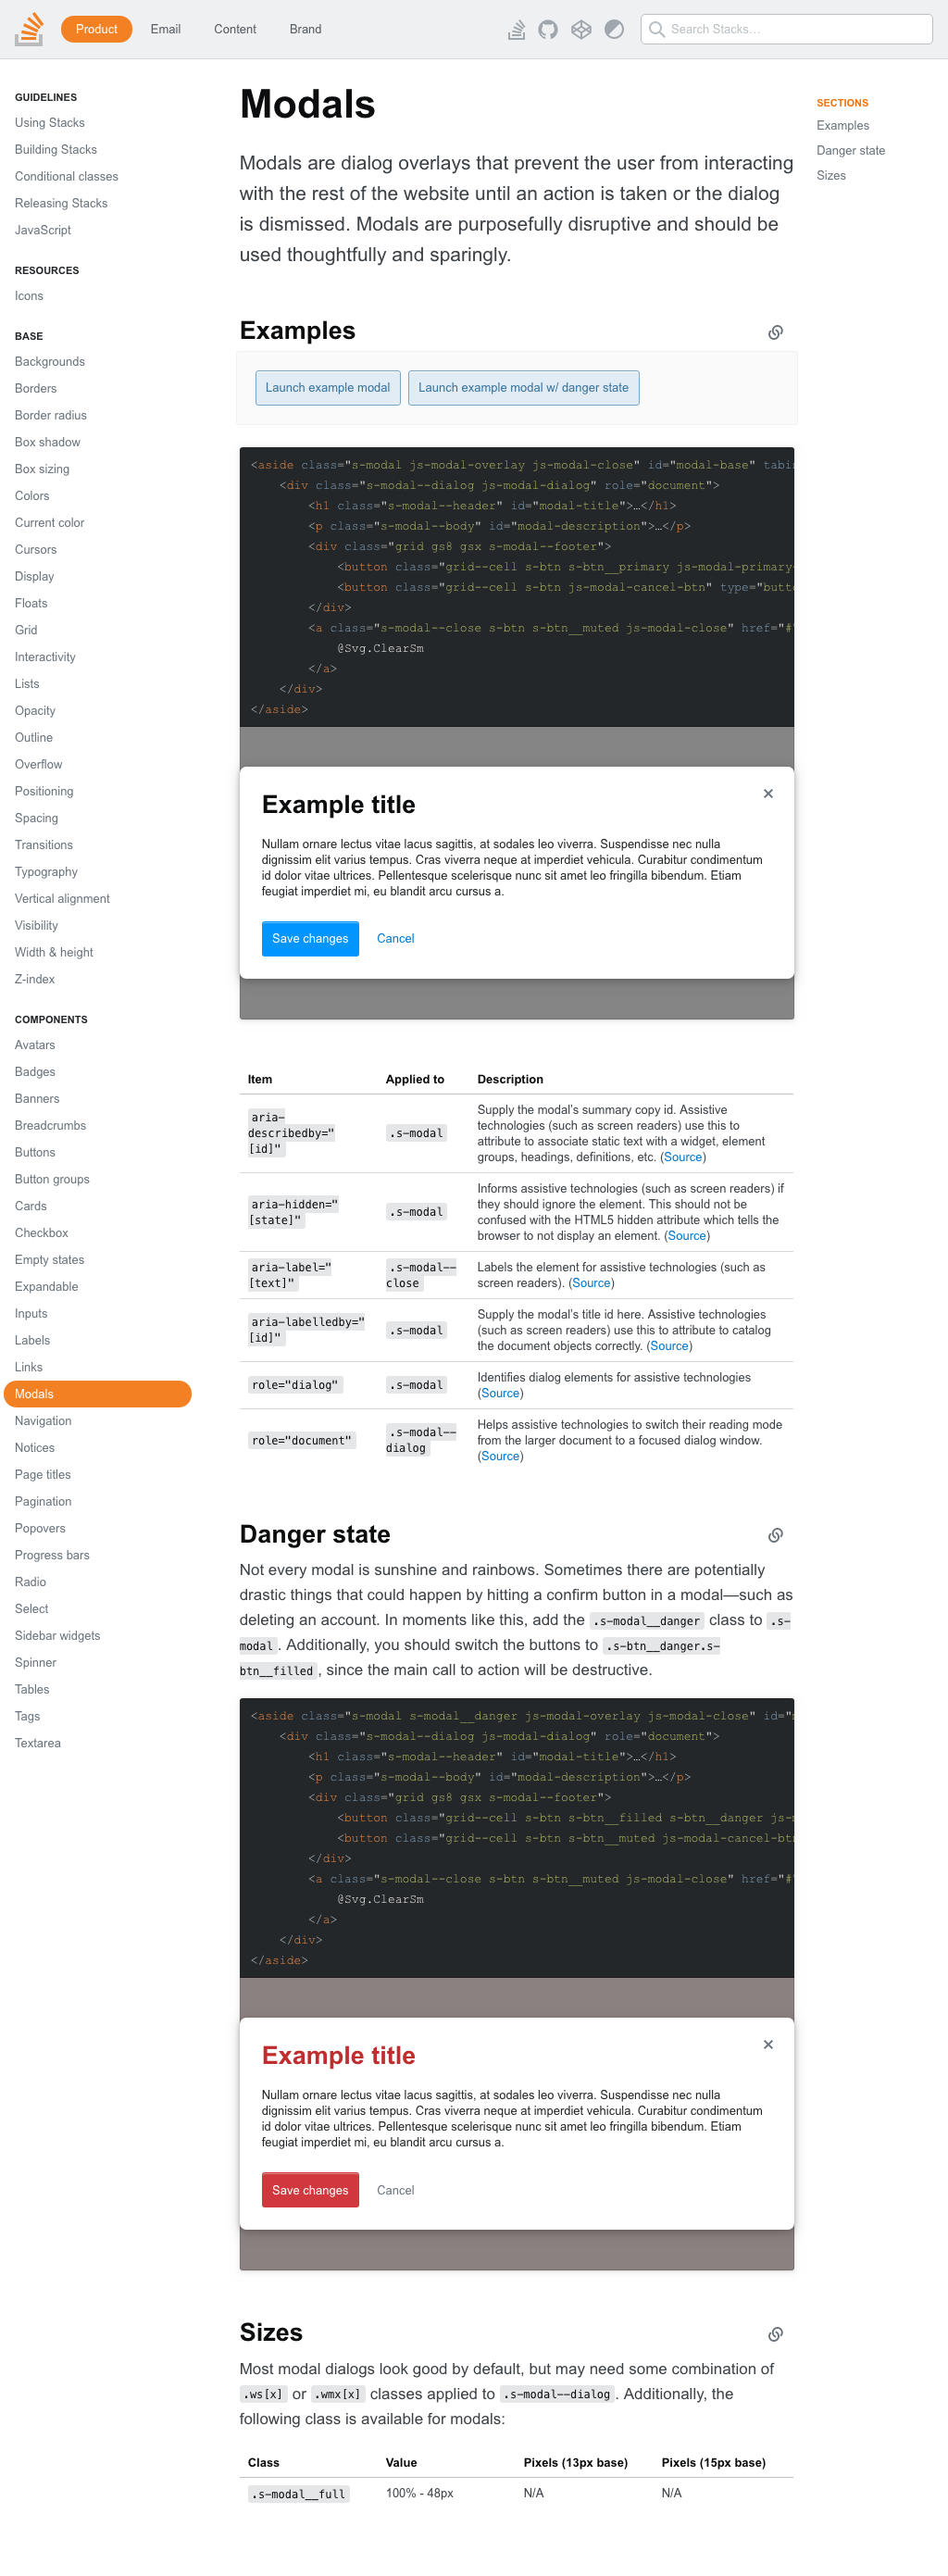 Product Email Content Brand
Search Stacks…
GUIDELINES
Using Stacks
Building Stacks
Conditional classes
Releasing Stacks
JavaScript
RESOURCES
Icons
BASE
Backgrounds
Borders
Border radius
Box shadow
Box sizing
Colors
Current color
Cursors
Display
Floats
Grid
Interactivity
Lists
Opacity
Outline
Overflow
Positioning
Spacing
Transitions
Typography
Vertical alignment
Visibility
Width & height
Z-index
COMPONENTS
Avatars
Badges
Banners
Breadcrumbs
Buttons
Button groups
Cards
Checkbox
Empty states
Expandable
Inputs
Labels
Links
Modals
Navigation
Notices
Page titles
Pagination
Popovers
Progress bars
Radio
Select
Sidebar widgets
Spinner
Tables
Tags
Textarea
Modals
Modals are dialog overlays that prevent the user from interacting
with the rest of the website until an action is taken or the dialog
is dismissed. Modals are purposefully disruptive and should be
used thoughtfully and sparingly.
Examples
Launch example modal Launch example modal w/ danger state
<aside class="s-modal js-modal-overlay js-modal-close" id="modal-base" tabin
<div class="s-modal--dialog js-modal-dialog" role="document">
<h1 class="s-modal--header" id="modal-title">…</h1>
<p class="s-modal--body" id="modal-description">…</p>
<div class="grid gs8 gsx s-modal--footer">
<button class="grid--cell s-btn s-btn__primary js-modal-primary-
<button class="grid--cell s-btn js-modal-cancel-btn" type="butto
</div>
<a class="s-modal--close s-btn s-btn__muted js-modal-close" href="#"
@Svg.ClearSm
</a>
</div>
</aside>
Example title
Nullam ornare lectus vitae lacus sagittis, at sodales leo viverra. Suspendisse nec nulla
dignissim elit varius tempus. Cras viverra neque at imperdiet vehicula. Curabitur condimentum
id dolor vitae ultrices. Pellentesque scelerisque nunc sit amet leo fringilla bibendum. Etiam
feugiat imperdiet mi, eu blandit arcu cursus a.
Save changes Cancel
Item Applied to Description
aria-describedby="[id]" .s-modal Supply the modal’s summary copy id. Assistive
technologies (such as screen readers) use this to
attribute to associate static text with a widget, element
groups, headings, definitions, etc. (Source)
aria-hidden="[state]" .s-modal Informs assistive technologies (such as screen readers) if
they should ignore the element. This should not be
confused with the HTML5 hidden attribute which tells the
browser to not display an element. (Source)
aria-label="[text]" .s-modal--close Labels the element for assistive technologies (such as
screen readers). (Source)
aria-labelledby="[id]" .s-modal Supply the modal’s title id here. Assistive technologies
(such as screen readers) use this to attribute to catalog
the document objects correctly. (Source)
role="dialog" .s-modal Identifies dialog elements for assistive technologies
(Source)
role="document" .s-modal--dialog Helps assistive technologies to switch their reading mode
from the larger document to a focused dialog window.
(Source)
Danger state
Not every modal is sunshine and rainbows. Sometimes there are potentially
drastic things that could happen by hitting a confirm button in a modal—such as
deleting an account. In moments like this, add the .s-modal__danger class to .s-
modal . Additionally, you should switch the buttons to .s-btn__danger.s-
btn__filled , since the main call to action will be destructive.
<aside class="s-modal s-modal__danger js-modal-overlay js-modal-close" id="m
<div class="s-modal--dialog js-modal-dialog" role="document">
<h1 class="s-modal--header" id="modal-title">…</h1>
<p class="s-modal--body" id="modal-description">…</p>
<div class="grid gs8 gsx s-modal--footer">
<button class="grid--cell s-btn s-btn__filled s-btn__danger js-m
<button class="grid--cell s-btn s-btn__muted js-modal-cancel-btn
</div>
<a class="s-modal--close s-btn s-btn__muted js-modal-close" href="#"
@Svg.ClearSm
</a>
</div>
</aside>
Example title
Nullam ornare lectus vitae lacus sagittis, at sodales leo viverra. Suspendisse nec nulla
dignissim elit varius tempus. Cras viverra neque at imperdiet vehicula. Curabitur condimentum
id dolor vitae ultrices. Pellentesque scelerisque nunc sit amet leo fringilla bibendum. Etiam
feugiat imperdiet mi, eu blandit arcu cursus a.
Save changes Cancel
Sizes
Most modal dialogs look good by default, but may need some combination of
.ws[x] or .wmx[x] classes applied to .s-modal--dialog . Additionally, the
following class is available for modals:
Class Value Pixels (13px base) Pixels (15px base)
.s-modal__full 100% - 48px N/A N/A
SECTIONS
Examples
Danger state
Sizes